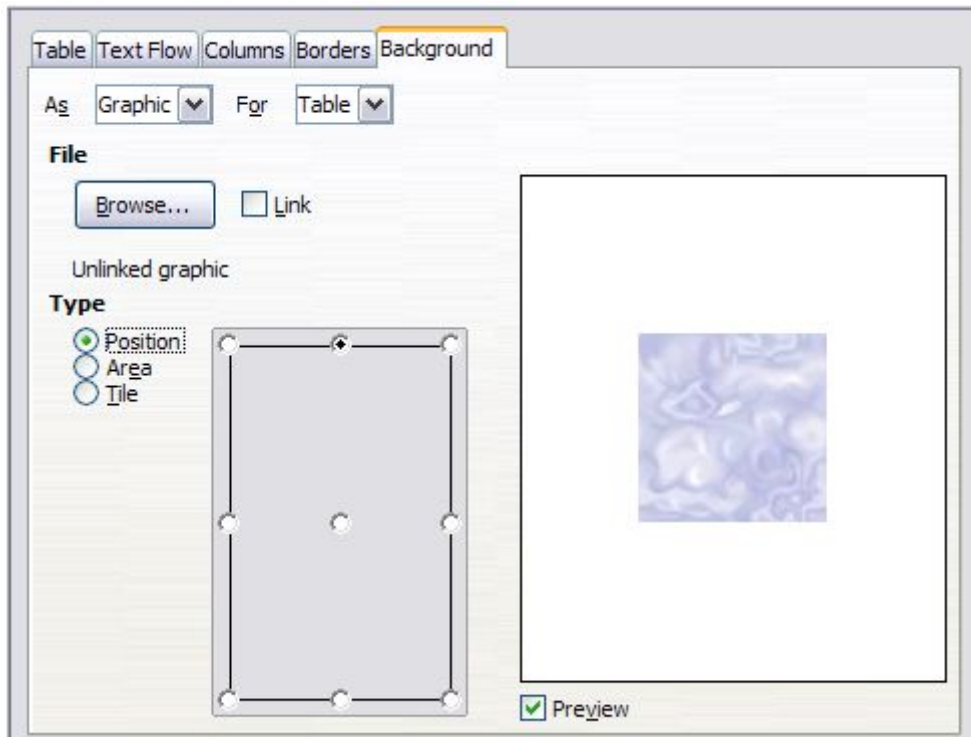 Table Text Flow Columns Borders Background
As Graphic For Table
File
Browse... Link
Unlinked graphic
Type
Position
Area
Tile
Preview